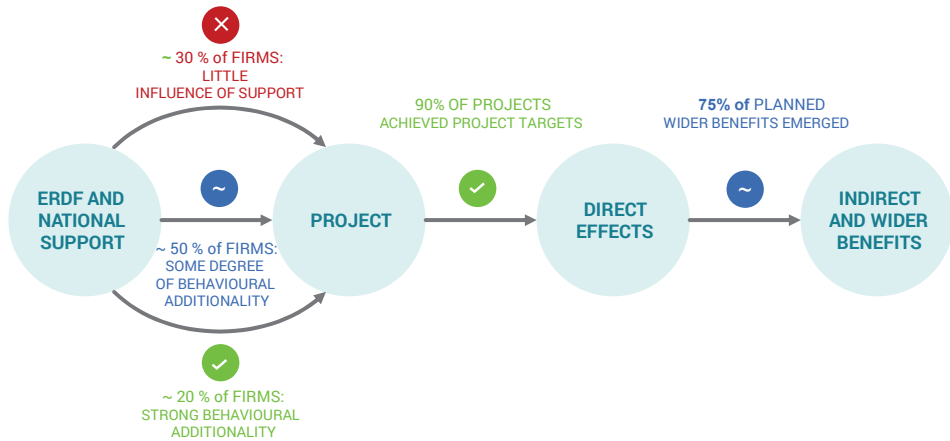 ~ 30 % of FIRMS:
LITTLE
INFLUENCE OF SUPPORT
90% OF PROJECTS
ACHIEVED PROJECT TARGETS
75% of PLANNED
WIDER BENEFITS EMERGED
ERDF AND
NATIONAL
SUPPORT
~
~ 50 % of FIRMS:
SOME DEGREE
OF BEHAVIOURAL
ADDITIONALITY
PROJECT
DIRECT
EFFECTS
~
INDIRECT
AND WIDER
BENEFITS
~ 20 % of FIRMS:
STRONG BEHAVIOURAL
ADDITIONALITY